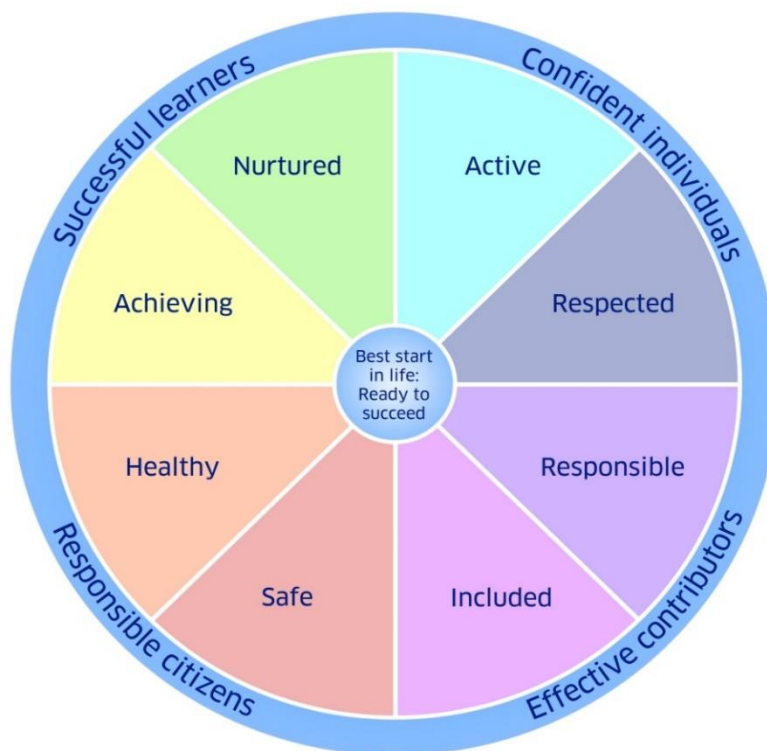 Successful learners
Confident individuals
Nurtured
Active
Achieving
Respected
Best start
in life:
Ready to
succeed
Healthy
Responsible
Safe
Included
Responsible citizens
Effective contributors